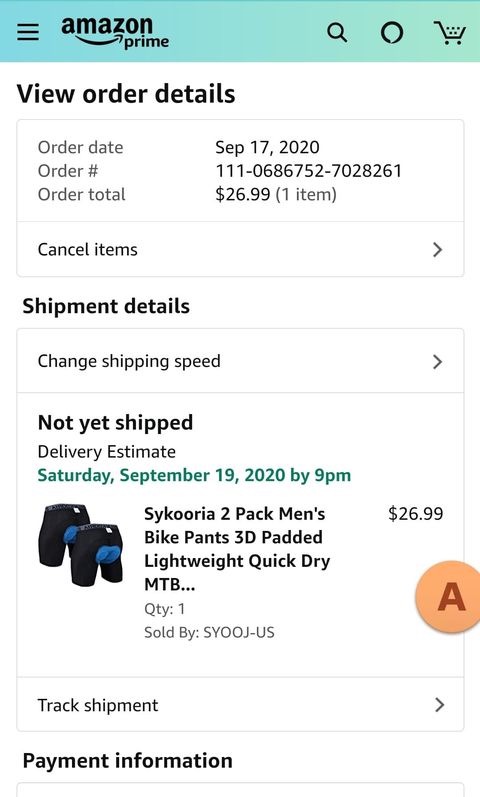 amazon
prime
View order details
Order date Sep 17, 2020
Order # 111-0686752-7028261
Order total $26.99 (1 item)
Cancel items
Shipment details
Change shipping speed
Not yet shipped
Delivery Estimate
Saturday, September 19, 2020 by 9pm
Sykooria 2 Pack Men's $26.99
Bike Pants 3D Padded
Lightweight Quick Dry
MTB...
Qty: 1
Sold By: SYOOJ-US
A
Track shipment
Payment information